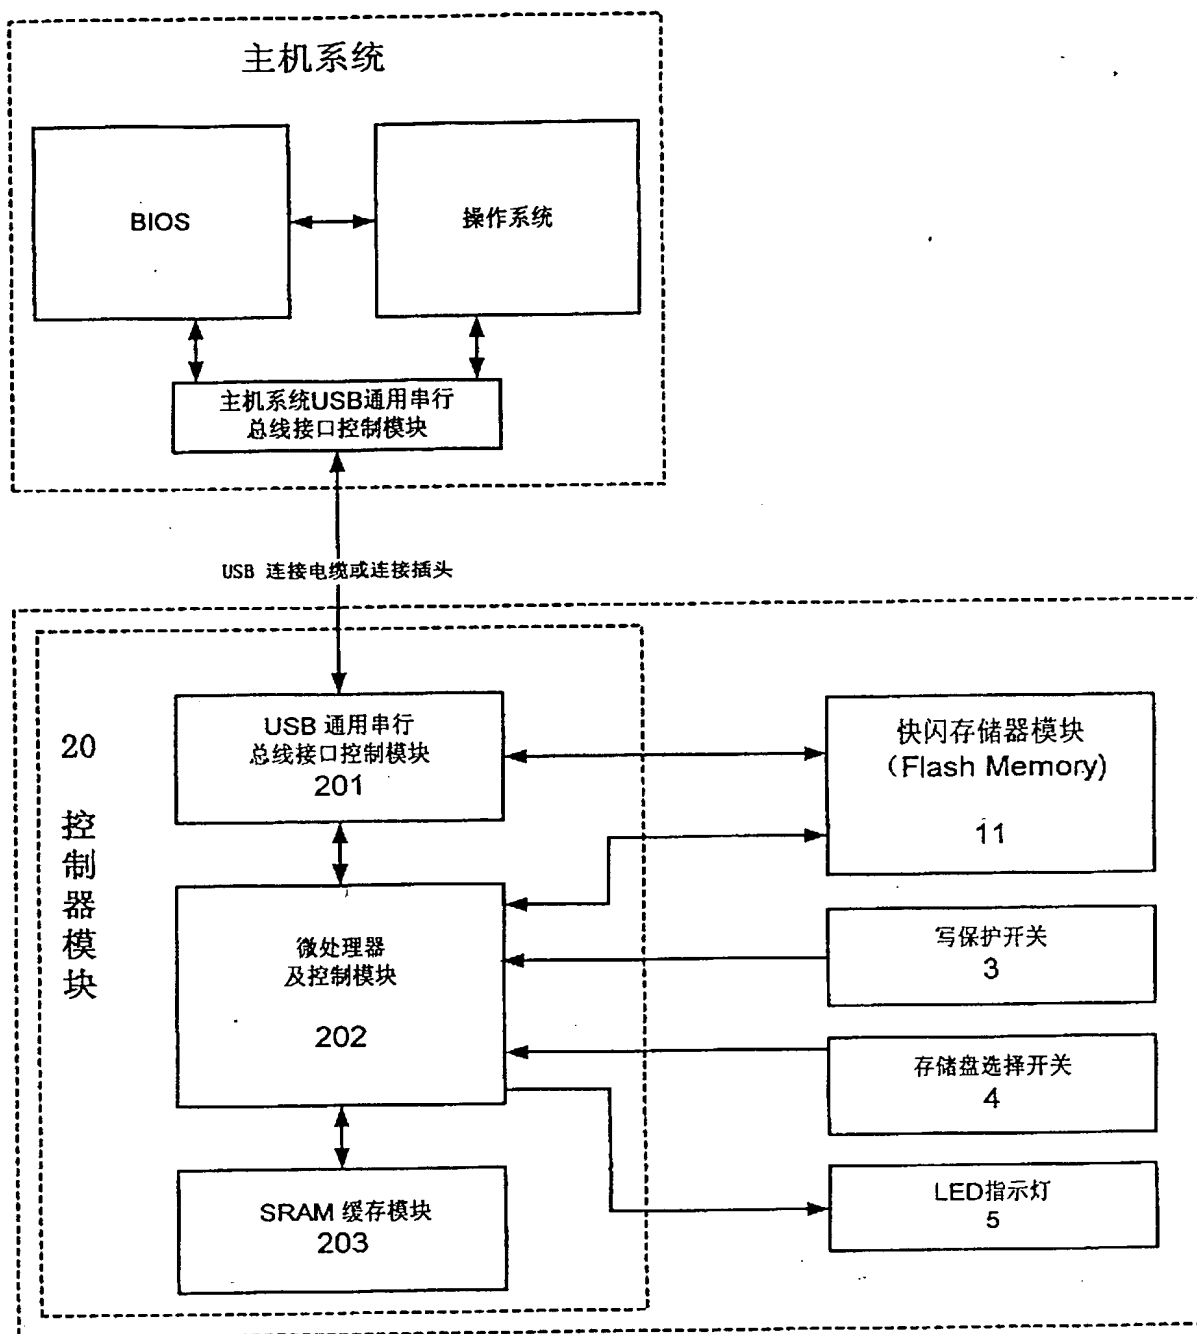 主机系统
BIOS
操作系统
主机系统USB通用串行
总线接口控制模块
USB 连接电缆或连接插头
20
控制器模块
USB 通用串行
总线接口控制模块
201
快闪存储器模块
(Flash Memory)
11
微处理器
及控制模块
202
写保护开关
3
存储盘选择开关
4
SRAM 缓存模块
203
LED指示灯
5